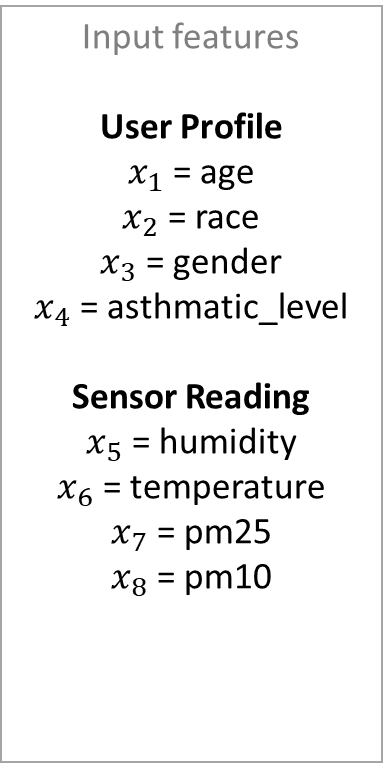 Input features
User Profile
x₁ = age
x₂ = race
x₃ = gender
x₄ = asthmatic_level
Sensor Reading
x₅ = humidity
x₆ = temperature
x₇ = pm25
x₈ = pm10